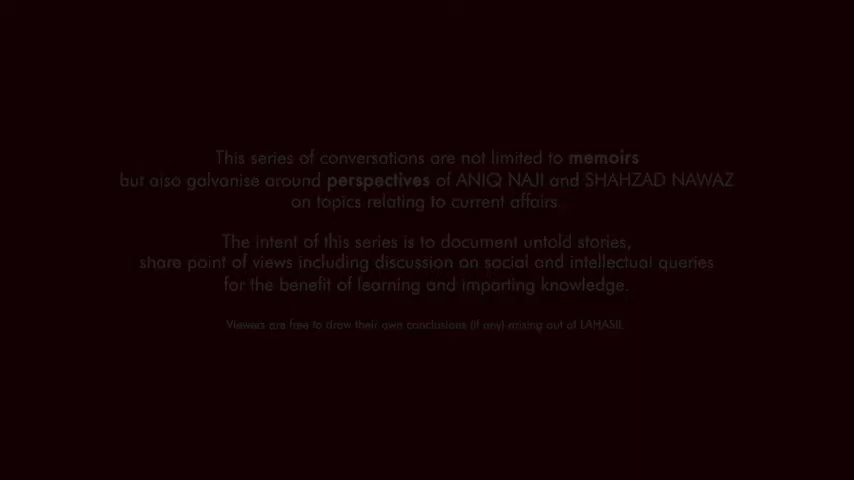 This series of conversations are not limited to memoirs
but also galvanise around perspectives of ANIQ NAJI and SHAHZAD NAWAZ
on topics relating to current affairs.
The intent of this series is to document untold stories,
share point of views including discussion on social and intellectual queries
for the benefit of learning and imparting knowledge.
Viewers are free to draw their own conclusions (if any) arising out of LAHASIL